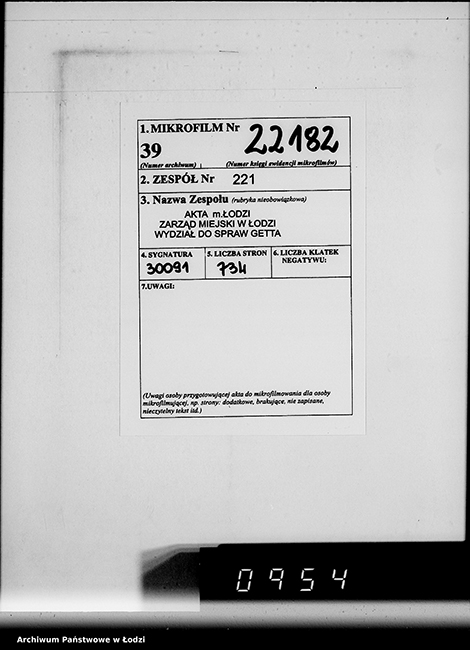 1. MIKROFILM Nr 22182
39
(Numer archiwum) (Numer księgi ewidencji mikrofilmów)
2. ZESPÓŁ Nr 221
3. Nazwa Zespołu (rubryka nieobowiązkowa)
AKTA m.ŁODZI
ZARZĄD MIEJSKI W ŁODZI
WYDZIAŁ DO SPRAW GETTA
4. SYGNATURA 5. LICZBA STRON 6. LICZBA KLATEK
NEGATYWU:
30091 734
7.UWAGI:
(Uwagi osoby przygotowującej akta do mikrofilmowania dla osoby
mikrofilmującej, np. strony: dodatkowe, brakujące, nie zapisane,
nieczytelny tekst itd.)
0954
Archiwum Państwowe w Łodzi